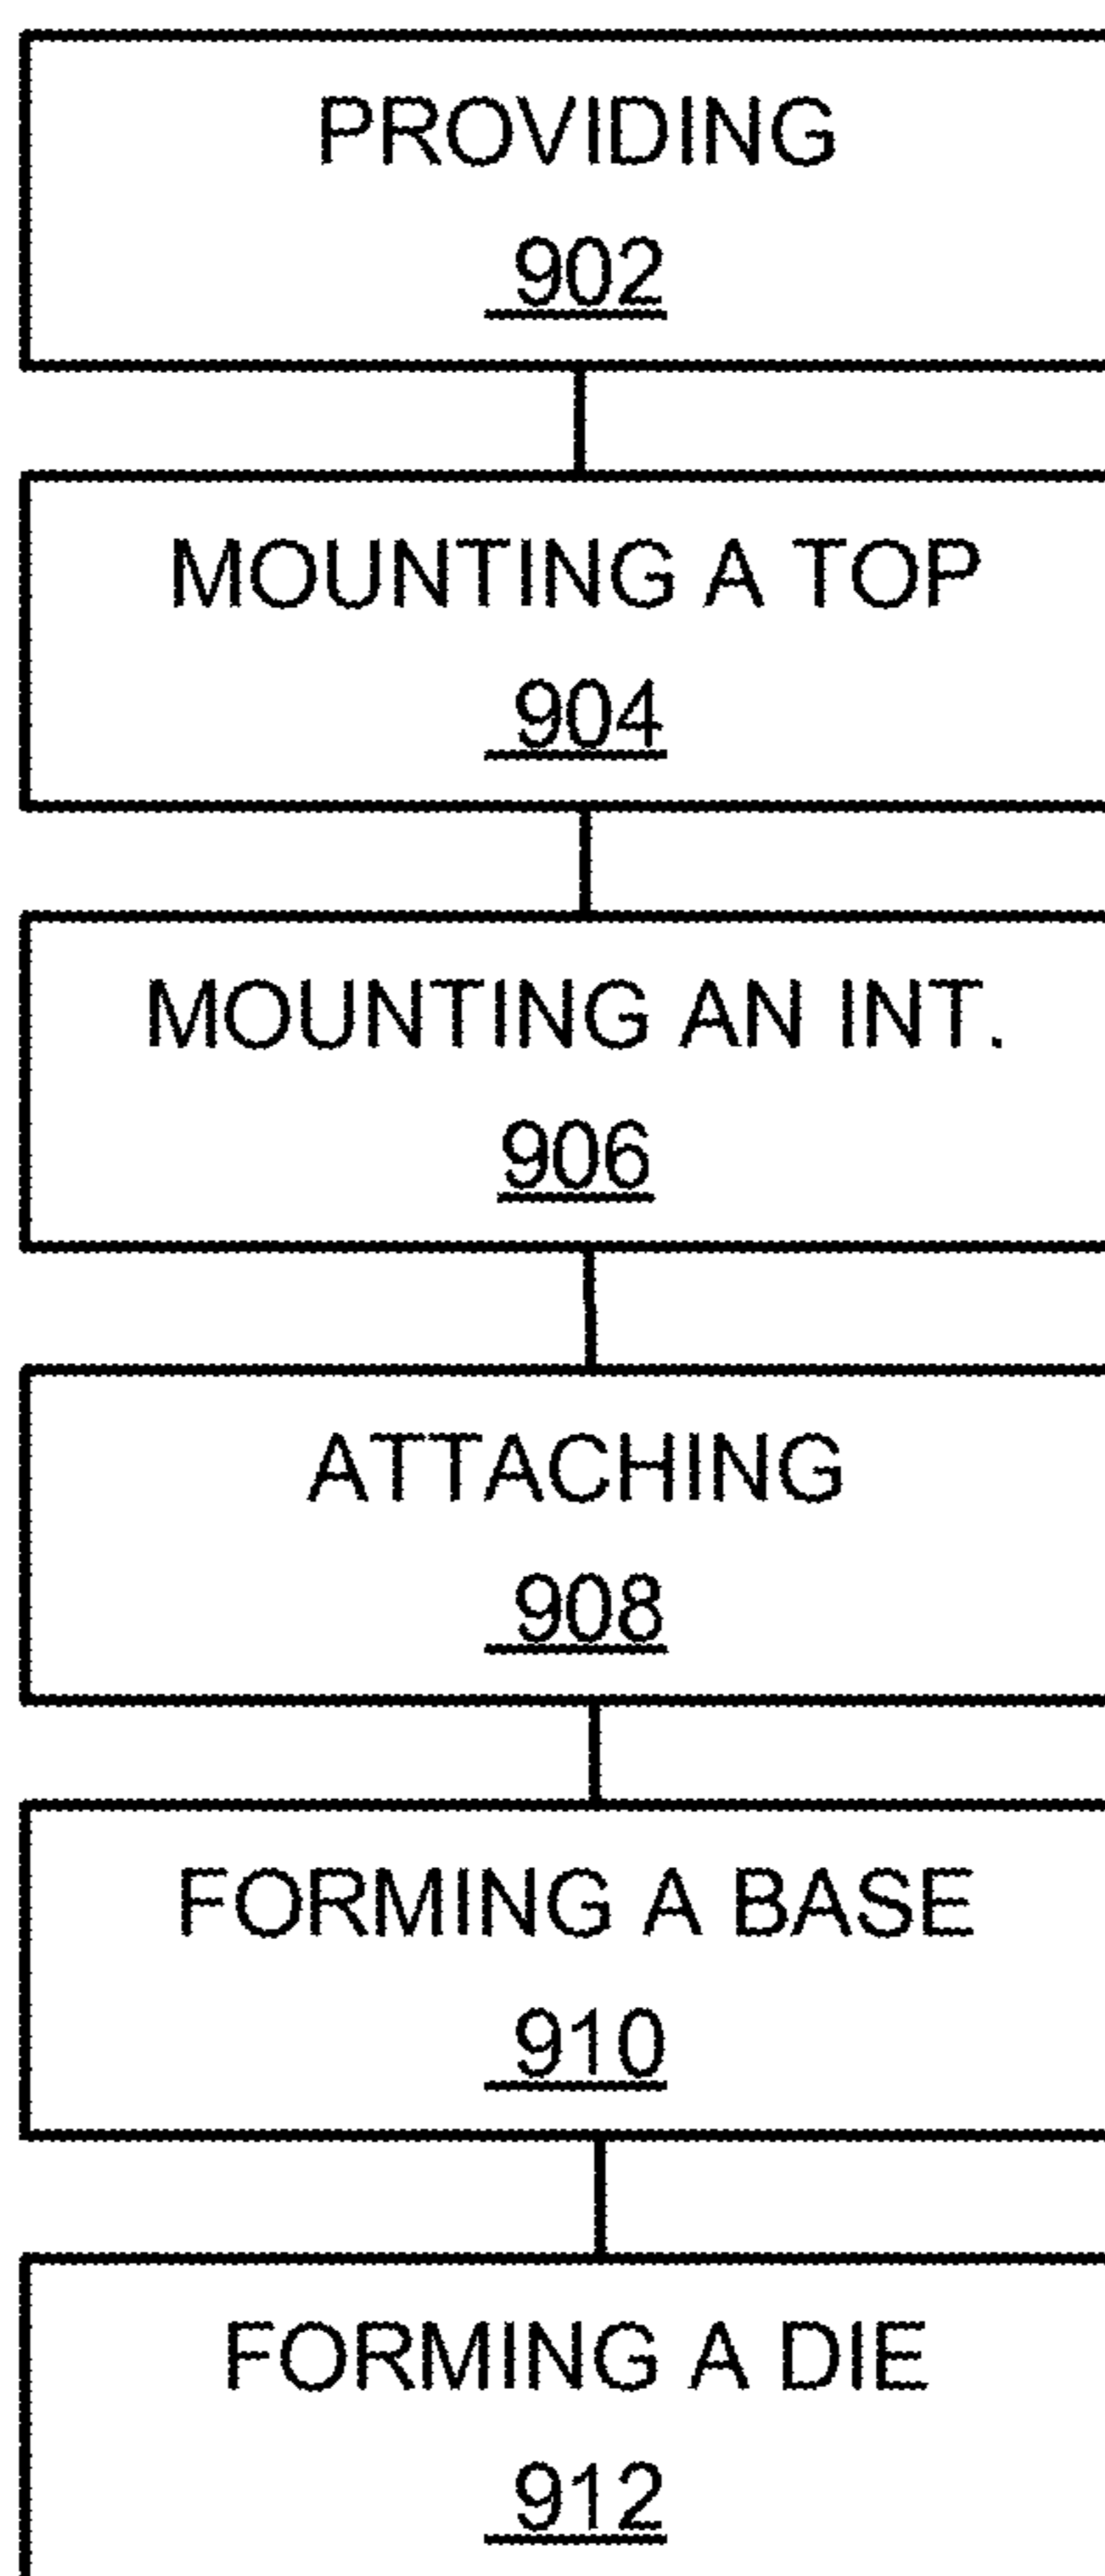 PROVIDING
902
MOUNTING A TOP
904
MOUNTING AN INT.
906
ATTACHING
908
FORMING A BASE
910
FORMING A DIE
912